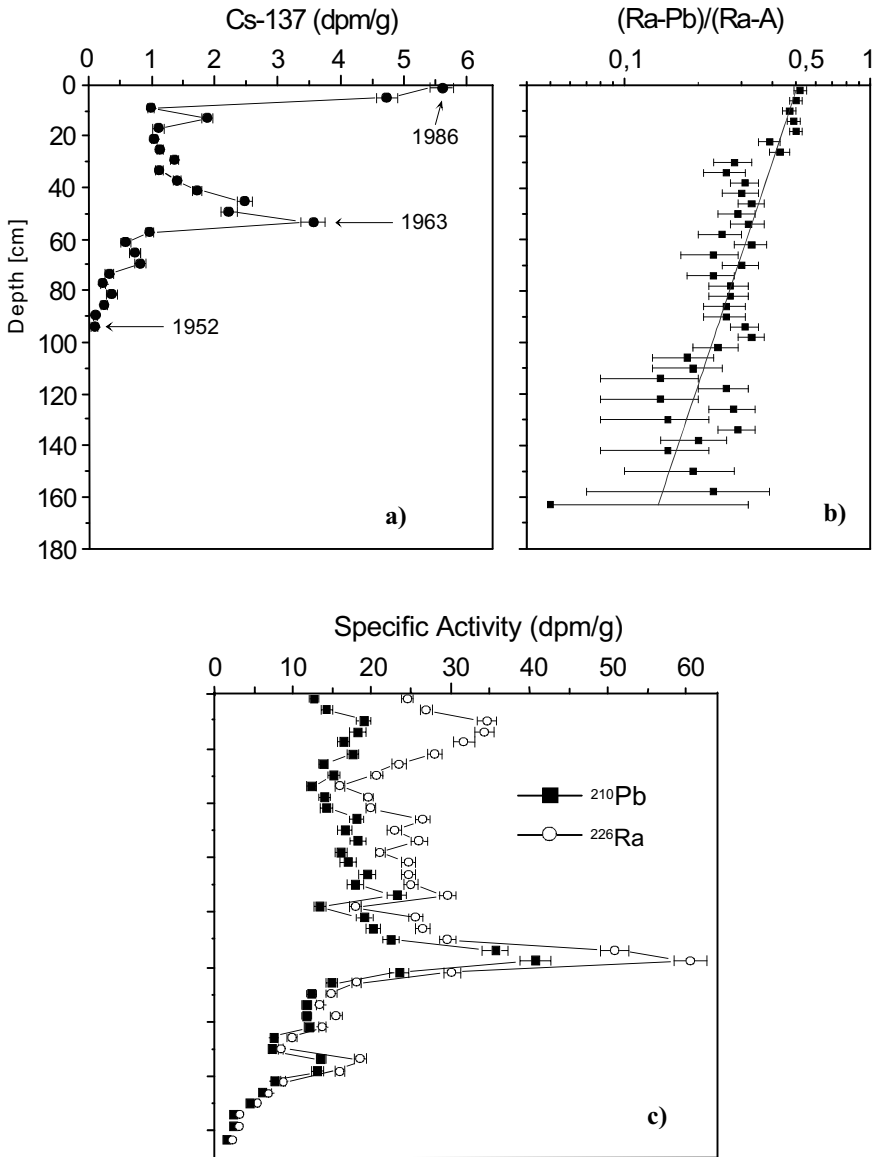 Cs-137 (dpm/g)
0 1 2 3 4 5 6
Depth [cm]
0
20
40
60
80
100
120
140
160
180
1986
1963
1952
a)
(Ra-Pb)/(Ra-A)
0,1 0,5 1
b)
Specific Activity (dpm/g)
0 10 20 30 40 50 60
²¹⁰Pb
²²⁶Ra
c)